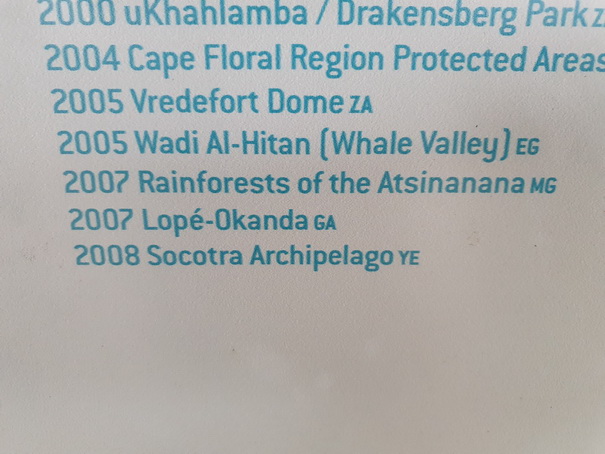 2000 uKhahlamba / Drakensberg Park
2004 Cape Floral Region Protected Areas
2005 Vredefort Dome ZA
2005 Wadi Al-Hitan (Whale Valley) EG
2007 Rainforests of the Atsinanana MG
2007 Lopé-Okanda GA
2008 Socotra Archipelago YE